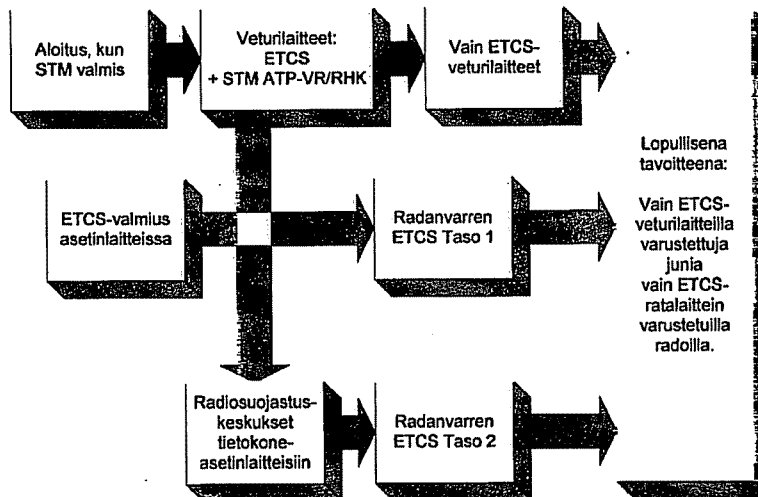 Aloitus, kun
STM valmis
Veturilaitteet:
ETCS
+ STM ATP-VR/RHK
Vain ETCS-
veturilaitteet
ETCS-valmius
asetinlaitteissa
Radanvarren
ETCS Taso 1
Radiosuojastus-
keskukset
tietokone-
asetinlaitteisiin
Radanvarren
ETCS Taso 2
Lopullisena
tavoitteena:
Vain ETCS-
veturilaitteilla
varustettuja
junia
vain ETCS-
ratalaittein
varustetuilla
radoilla.